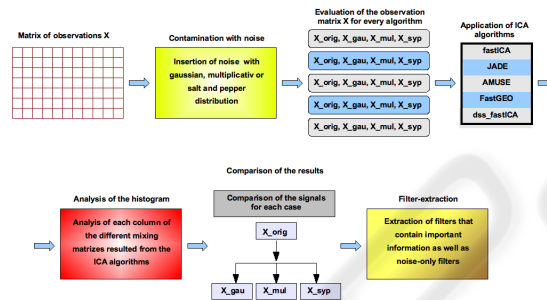 Matrix of observations X
Contamination with noise
Insertion of noise with
gaussian, multiplicativ or
salt and pepper
distribution
Evaluation of the observation
matrix X for every algorithm
X_orig, X_gau, X_mul, X_syp
X_orig, X_gau, X_mul, X_syp
X_orig, X_gau, X_mul, X_syp
X_orig, X_gau, X_mul, X_syp
X_orig, X_gau, X_mul, X_syp
Application of ICA
algorithms
fastICA
JADE
AMUSE
FastGEO
dss_fastICA
Analysis of the histogram
Analyis of each column of
the different mixing
matrizes resulted from the
ICA algorithms
Comparison of the results
Comparison of the signals
for each case
X_orig
X_gau
X_mul
X_syp
Filter-extraction
Extraction of filters that
contain important
information as well as
noise-only filters